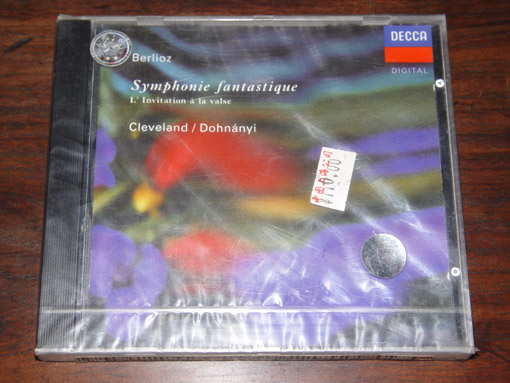 DECCA
DIGITAL
Berlioz
Symphonie fantastique
L' Invitation à la valse
Cleveland / Dohnányi